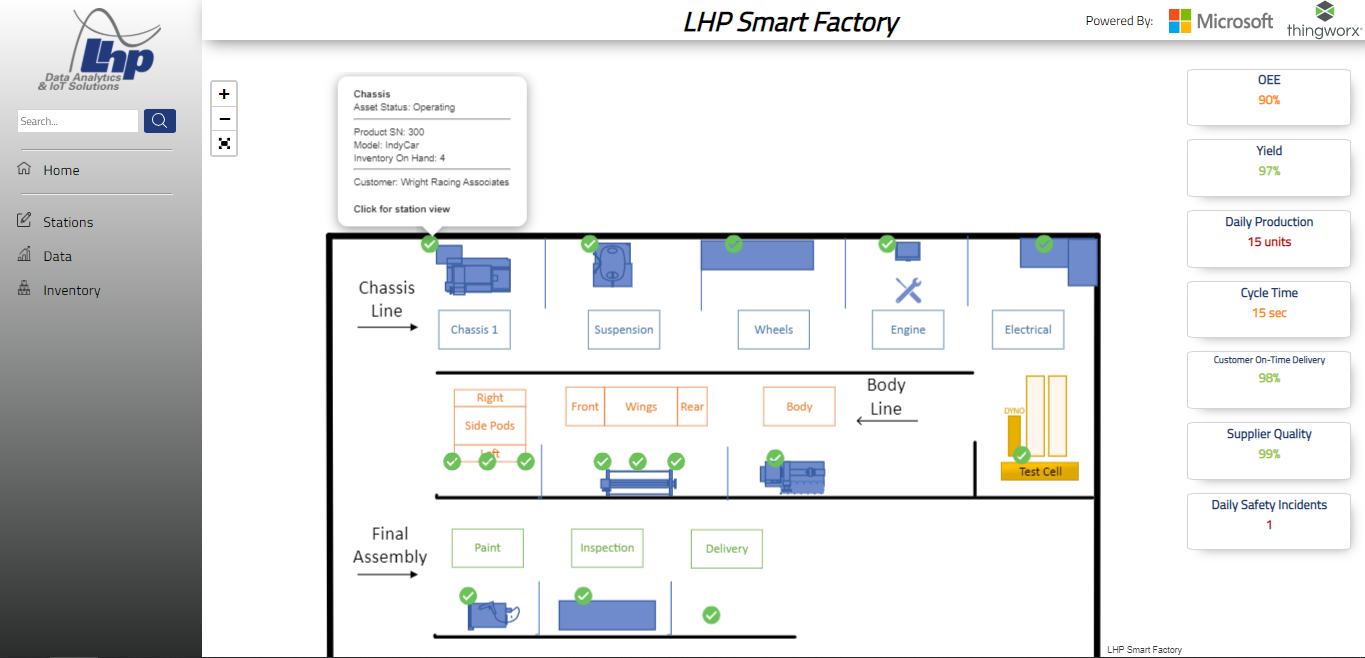 Lhp
Data Analytics
& IoT Solutions
Search...
Home
Stations
Data
Inventory
LHP Smart Factory
Powered By:
Microsoft
thingworx
+
−
Chassis
Asset Status: Operating
Product SN: 300
Model: IndyCar
Inventory On Hand: 4
Customer: Wright Racing Associates
Click for station view
Chassis
Line
Chassis 1
Suspension
Wheels
Engine
Electrical
Right
Side Pods
Left
Front
Wings
Rear
Body
Body
Line
DYNO
Test Cell
Final
Assembly
Paint
Inspection
Delivery
OEE
90%
Yield
97%
Daily Production
15 units
Cycle Time
15 sec
Customer On-Time Delivery
98%
Supplier Quality
99%
Daily Safety Incidents
1
LHP Smart Factory